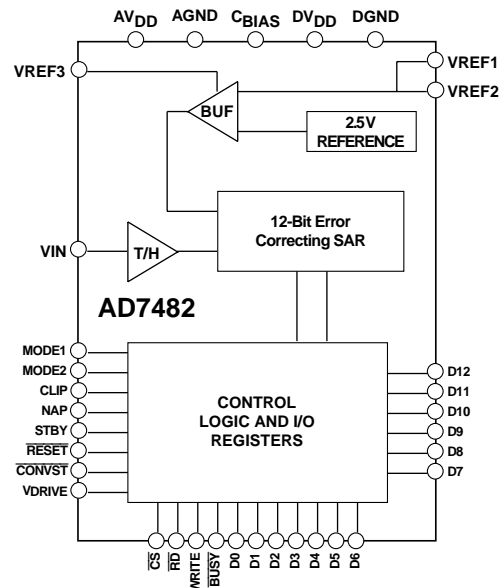 AVDD AGND CBIAS DVDD DGND
VREF3
VREF1
VREF2
BUF
2.5V
REFERENCE
VIN
T/H
12-Bit Error
Correcting SAR
AD7482
MODE1
MODE2
CLIP
NAP
STBY
RESET
CONVST
VDRIVE
CONTROL
LOGIC AND I/O
REGISTERS
D12
D11
D10
D9
D8
D7
CS
RD
WRITE
BUSY
D0
D1
D2
D3
D4
D5
D6